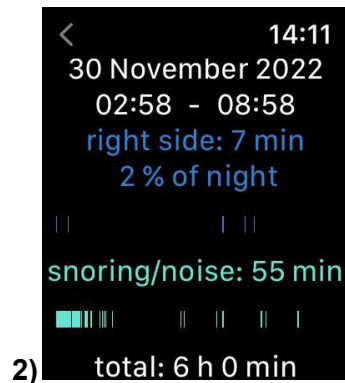 14:11
30 November 2022
02:58 - 08:58
right side: 7 min
2 % of night
snoring/noise: 55 min
2) total: 6 h 0 min